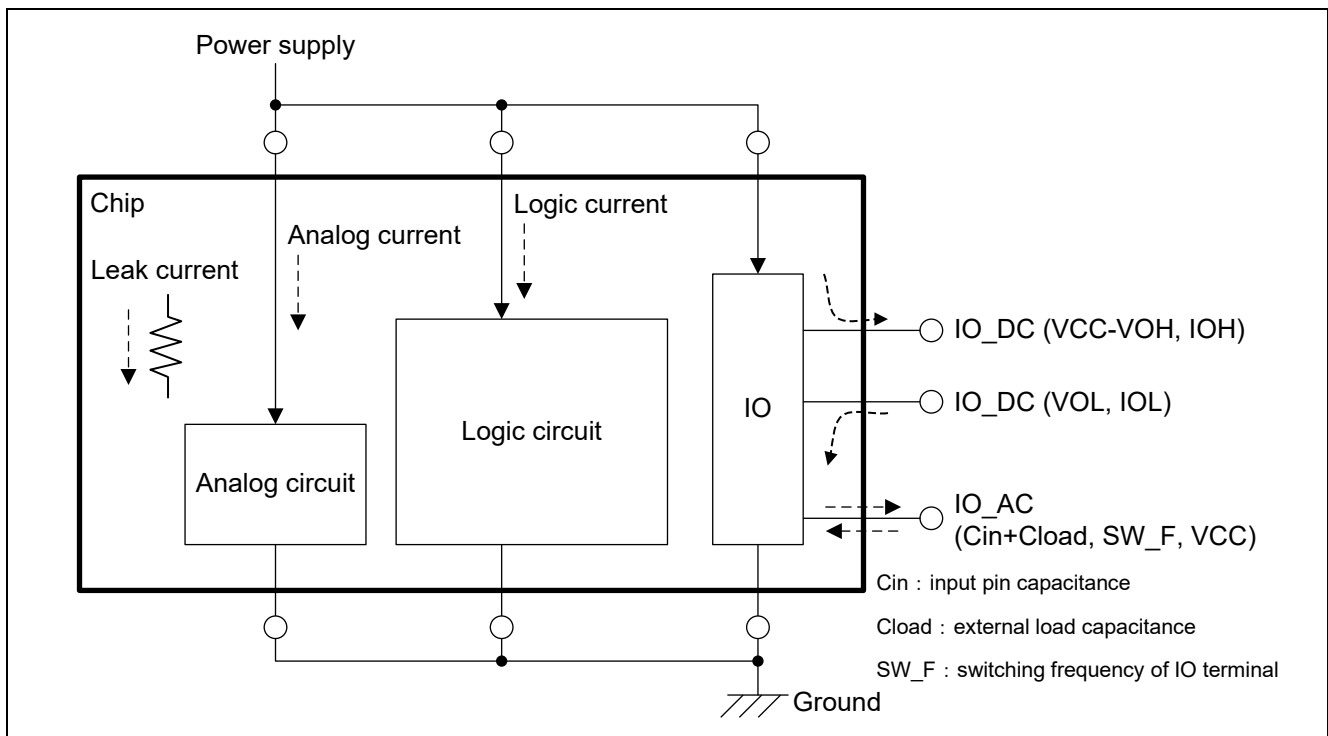 Power supply
Chip
Logic current
Analog current
Leak current
IO_DC (VCC-VOH, IOH)
IO_DC (VOL, IOL)
IO
Logic circuit
Analog circuit
IO_AC
(Cin+Cload, SW_F, VCC)
Cin : input pin capacitance
Cload : external load capacitance
SW_F : switching frequency of IO terminal
Ground